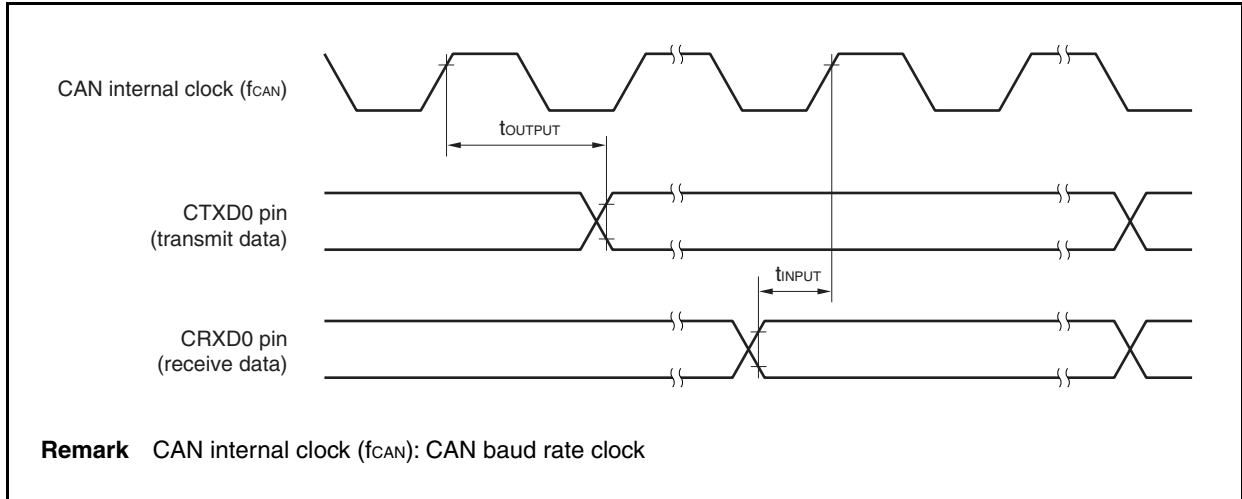 CAN internal clock (fCAN)
tOUTPUT
CTXD0 pin
(transmit data)
tINPUT
CRXD0 pin
(receive data)
Remark CAN internal clock (fCAN): CAN baud rate clock